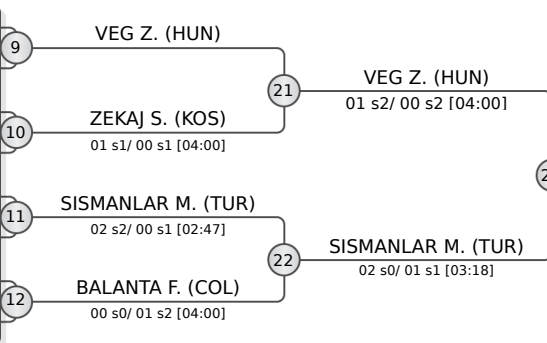 9
VEG Z. (HUN)
21
VEG Z. (HUN)
01 s2/ 00 s2 [04:00]
10
ZEKAJ S. (KOS)
01 s1/ 00 s1 [04:00]
11
SISMANLAR M. (TUR)
02 s2/ 00 s1 [02:47]
22
SISMANLAR M. (TUR)
02 s0/ 01 s1 [03:18]
12
BALANTA F. (COL)
00 s0/ 01 s2 [04:00]